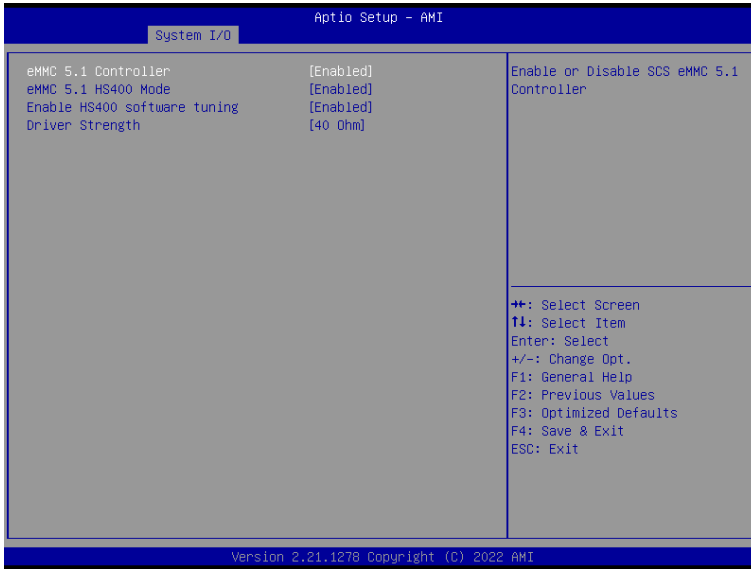 Aptio Setup – AMI
System I/O
eMMC 5.1 Controller [Enabled]
eMMC 5.1 HS400 Mode [Enabled]
Enable HS400 software tuning [Enabled]
Driver Strength [40 Ohm]
Enable or Disable SCS eMMC 5.1
Controller
→←: Select Screen
↑↓: Select Item
Enter: Select
+/-: Change Opt.
F1: General Help
F2: Previous Values
F3: Optimized Defaults
F4: Save & Exit
ESC: Exit
Version 2.21.1278 Copyright (C) 2022 AMI